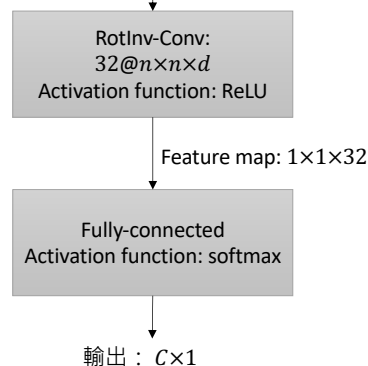 RotInv-Conv:
32@n×n×d
Activation function: ReLU
Feature map: 1×1×32
Fully-connected
Activation function: softmax
輸出：C×1